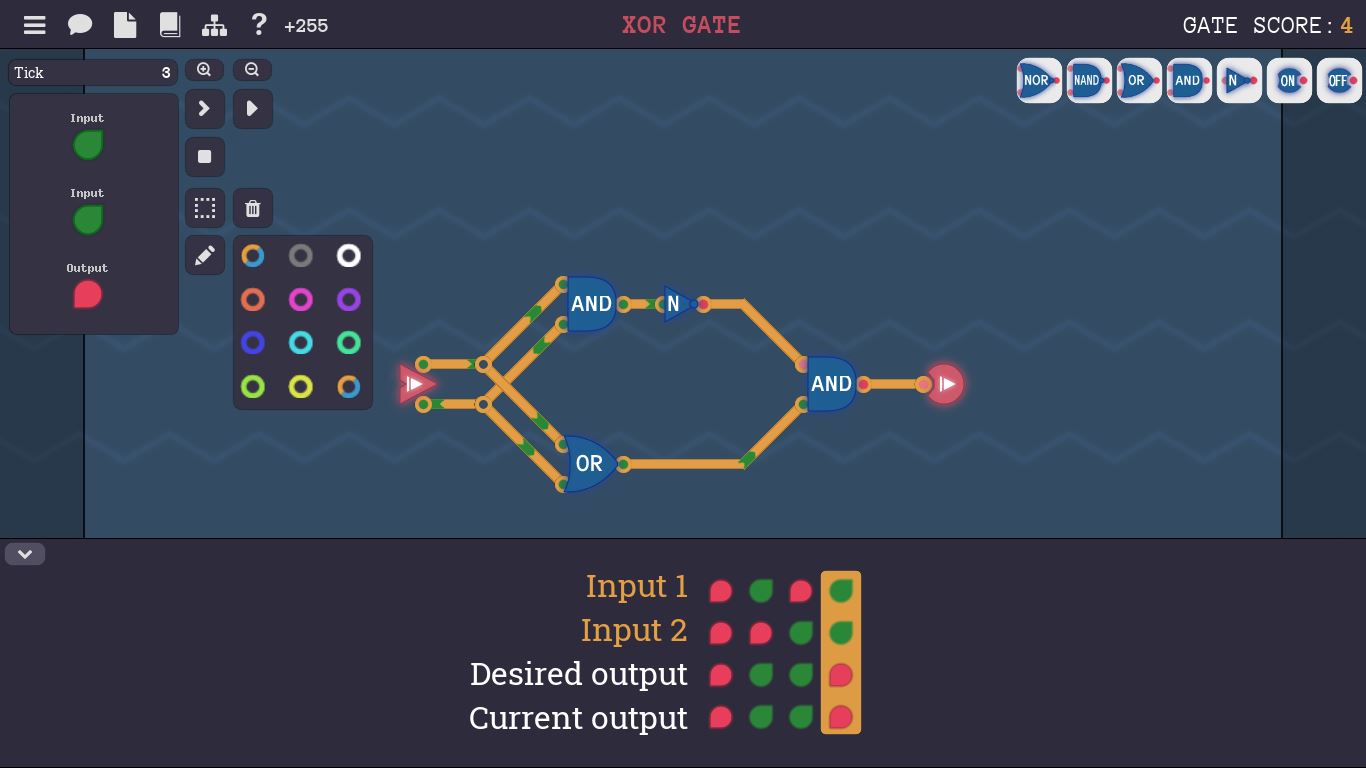 ? +255
XOR GATE
GATE SCORE: 4
Tick 3
NOR NAND OR AND N ON OFF
Input
Input
Output
AND
N
AND
OR
Input 1
Input 2
Desired output
Current output